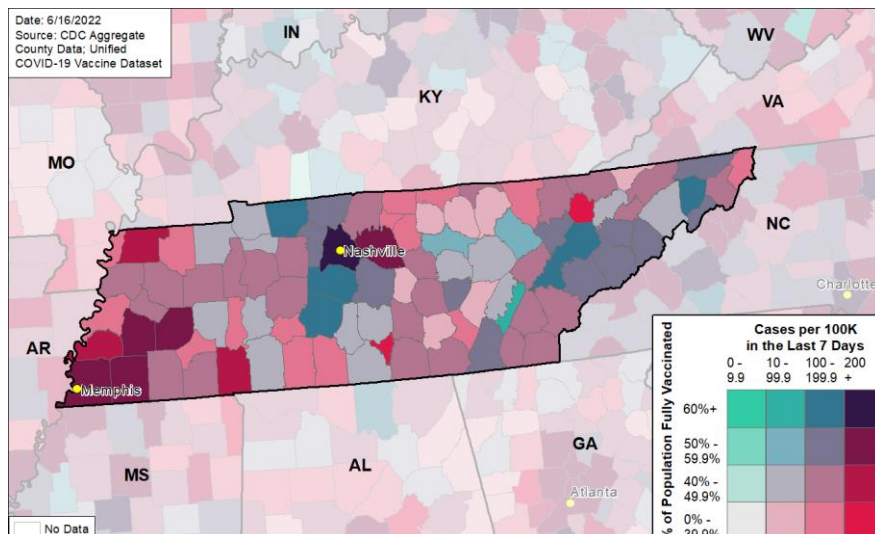 Date: 6/16/2022
Source: CDC Aggregate
County Data; Unified
COVID-19 Vaccine Dataset
IN
WV
KY
VA
MO
Nashville
NC
Charlotte
AR
Memphis
MS
AL
GA
Atlanta
No Data
Cases per 100K
in the Last 7 Days
0 -
9.9
10 -
99.9
100 -
199.9
200
+
% of Population Fully Vaccinated
60%+
50% -
59.9%
40% -
49.9%
0% -
39.9%